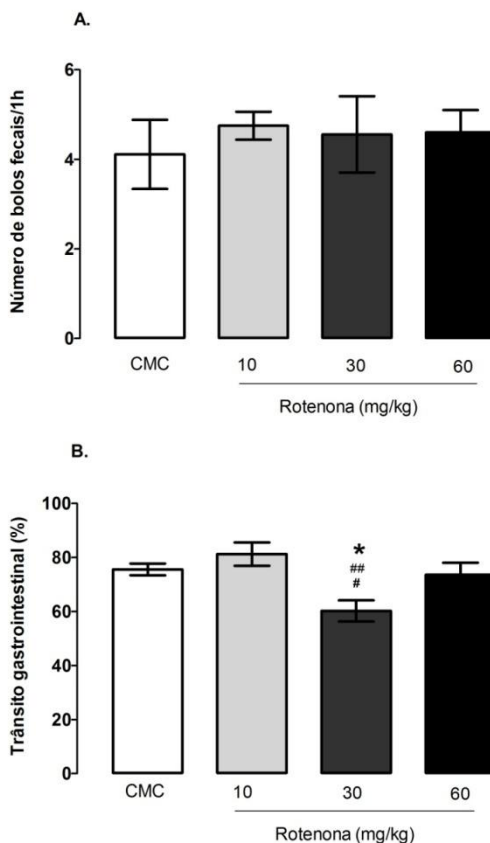 A.
Número de bolos fecais/1h
6
4
2
0
CMC
10
30
60
Rotenona (mg/kg)
B.
Trânsito gastrointestinal (%)
100
80
60
40
20
0
*
##
#
CMC
10
30
60
Rotenona (mg/kg)